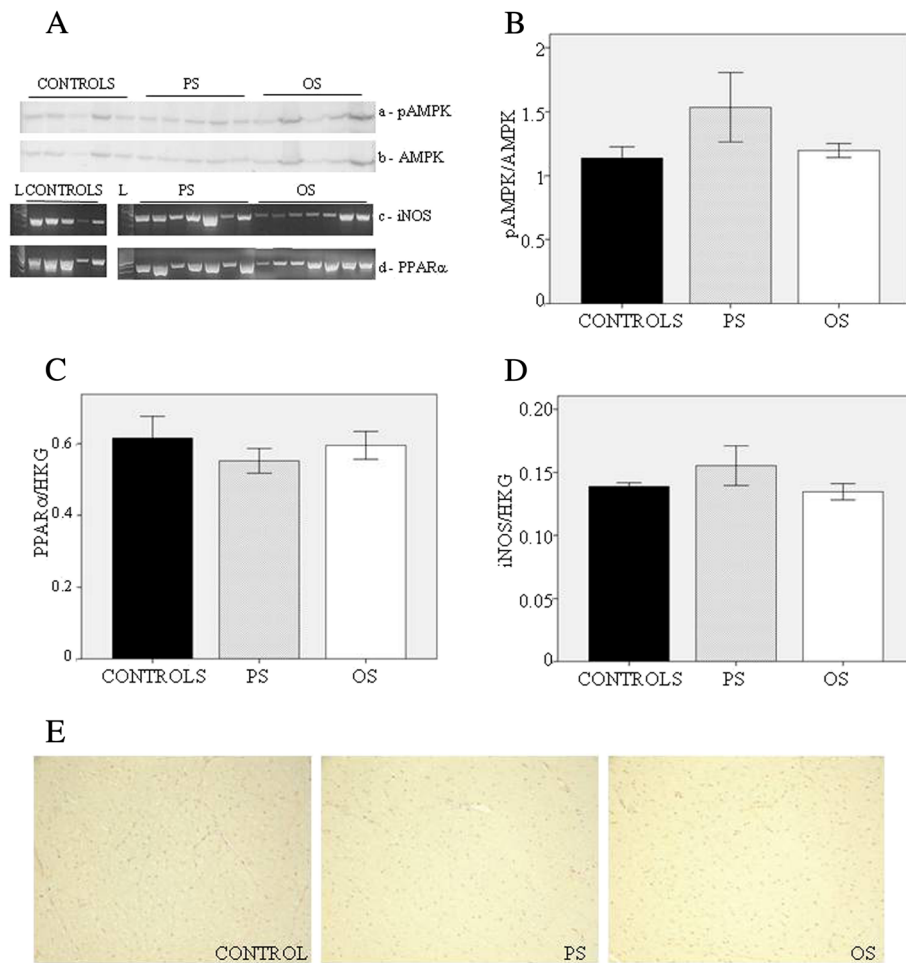 A
CONTROLS PS OS
a - pAMPK
b - AMPK
L CONTROLS L PS OS
c - iNOS
d - PPARα
B
pAMPK/AMPK
2
1.5
1
0.5
0
CONTROLS PS OS
C
PPARα/HKG
0.6
0.4
0.2
0
CONTROLS PS OS
D
iNOS/HKG
0.20
0.15
0.10
0.05
0
CONTROLS PS OS
E
CONTROL PS OS